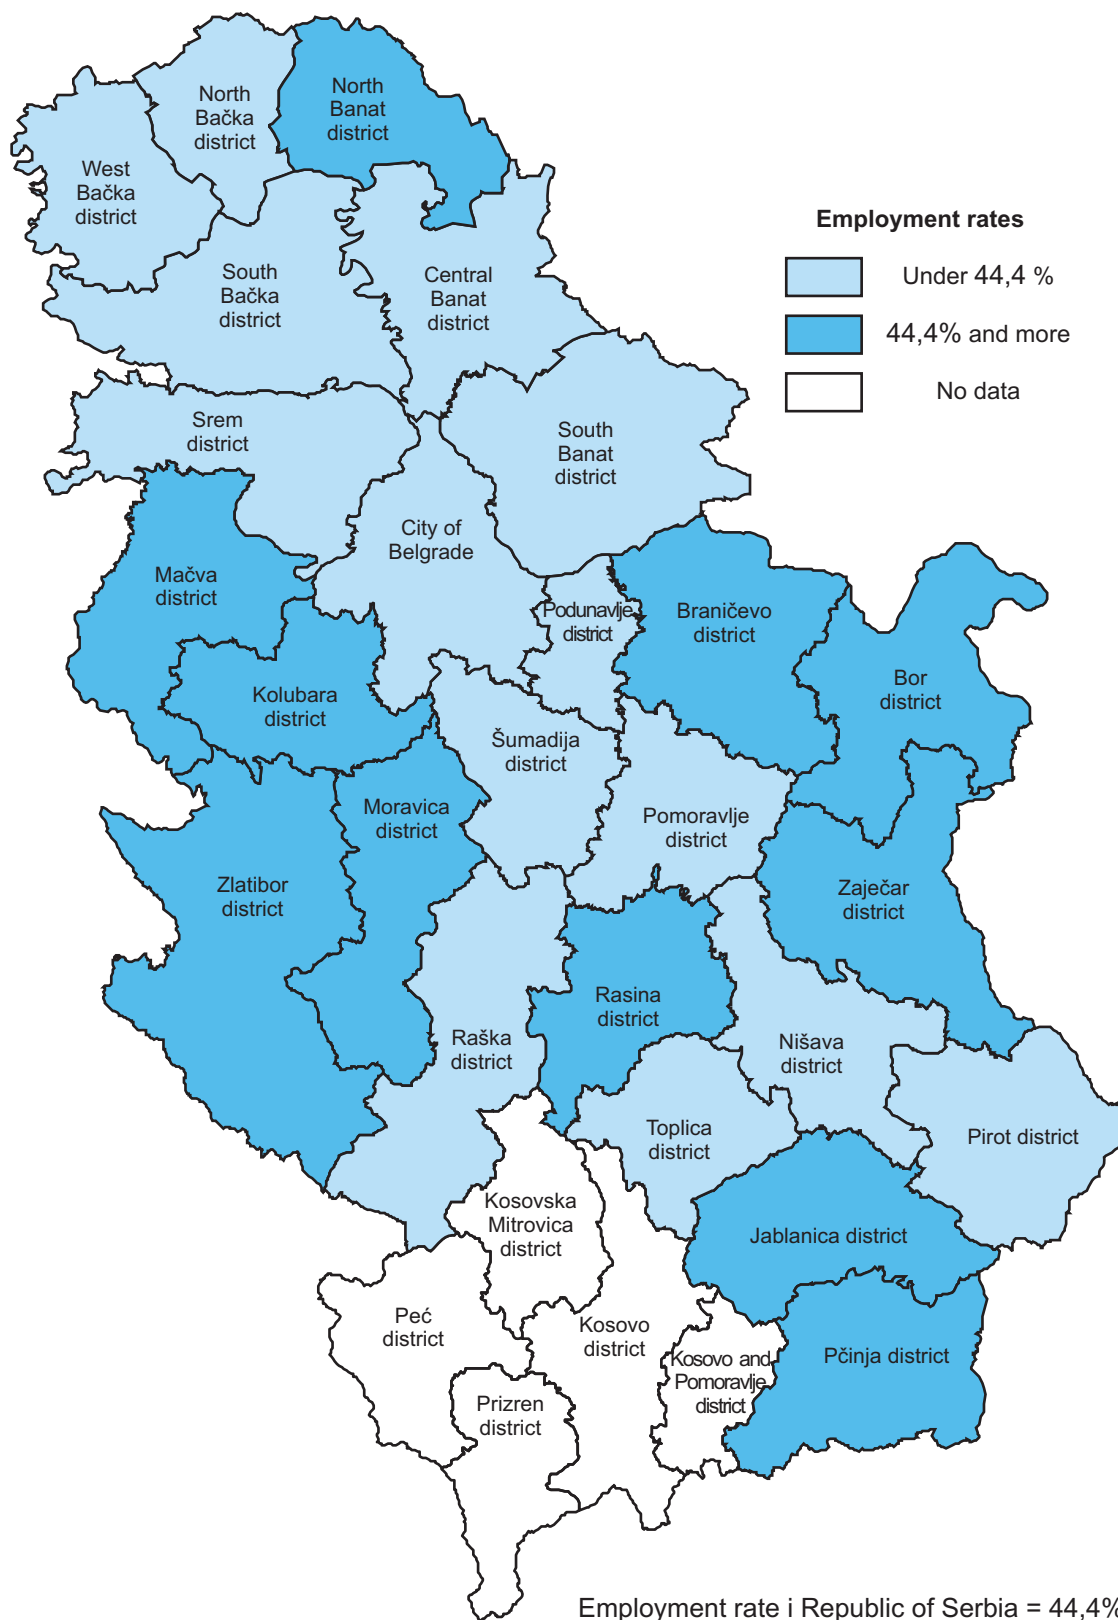 North
Bačka
district
North
Banat
district
West
Bačka
district
South
Bačka
district
Central
Banat
district
Employment rates
Under 44,4 %
44,4% and more
No data
Srem
district
South
Banat
district
City of
Belgrade
Mačva
district
Podunavlje
district
Braničevo
district
Kolubara
district
Bor
district
Šumadija
district
Moravica
district
Pomoravlje
district
Zlatibor
district
Zaječar
district
Rasina
district
Raška
district
Nišava
district
Toplica
district
Pirot district
Kosovska
Mitrovica
district
Jablanica district
Peć
district
Kosovo
district
Kosovo and
Pomoravlje
district
Pčinja district
Prizren
district
Employment rate i Republic of Serbia = 44,4%